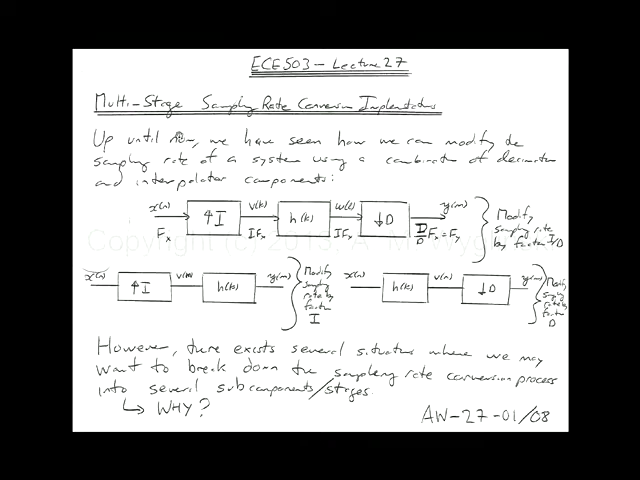 ECE503 - Lecture 27
Multi-Stage Sampling Rate Conversion Implementations
Up until now, we have seen how we can modify the
sampling rate of a system using a combination of decimator
and interpolator components:
x(n) ↑I v(k) h(k) w(k) ↓D y(m)
Fx IFx IFx I/D Fx = Fy
Modify
sampling rate
by factor I/D
x(n) ↑I v(k) h(k) y(m)
Modify
sampling
rate by
factor
I
x(n) h(k) v(n) ↓D y(m)
Modify
sampling
rate by
factor
D
However, there exists several situations where we may
want to break down the sampling rate conversion process
into several subcomponents/stages.
↳ WHY?
AW-27-01/08
Copyright (c) 2013, A.